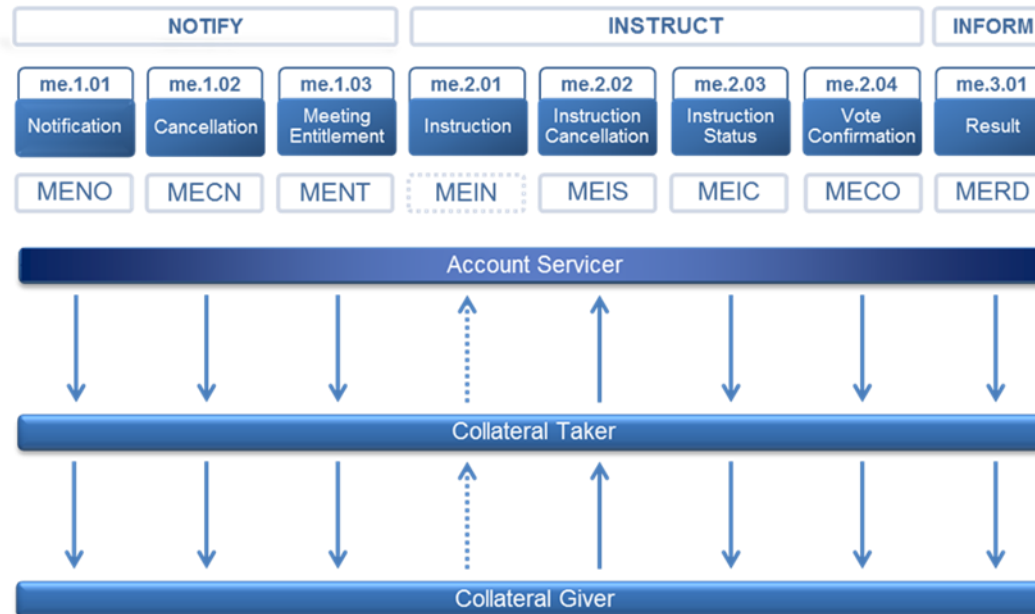 NOTIFY INSTRUCT INFORM
me.1.01 me.1.02 me.1.03 me.2.01 me.2.02 me.2.03 me.2.04 me.3.01
Notification Cancellation Meeting Entitlement Instruction Instruction Cancellation Instruction Status Vote Confirmation Result
MENO MECN MENT MEIN MEIS MEIC MECO MERD
Account Servicer
Collateral Taker
Collateral Giver